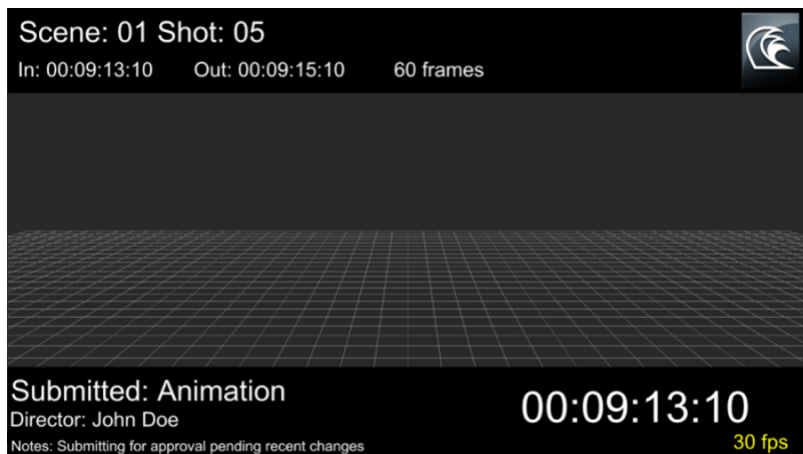 Scene: 01 Shot: 05
In: 00:09:13:10 Out: 00:09:15:10 60 frames
Submitted: Animation
Director: John Doe
Notes: Submitting for approval pending recent changes
00:09:13:10
30 fps